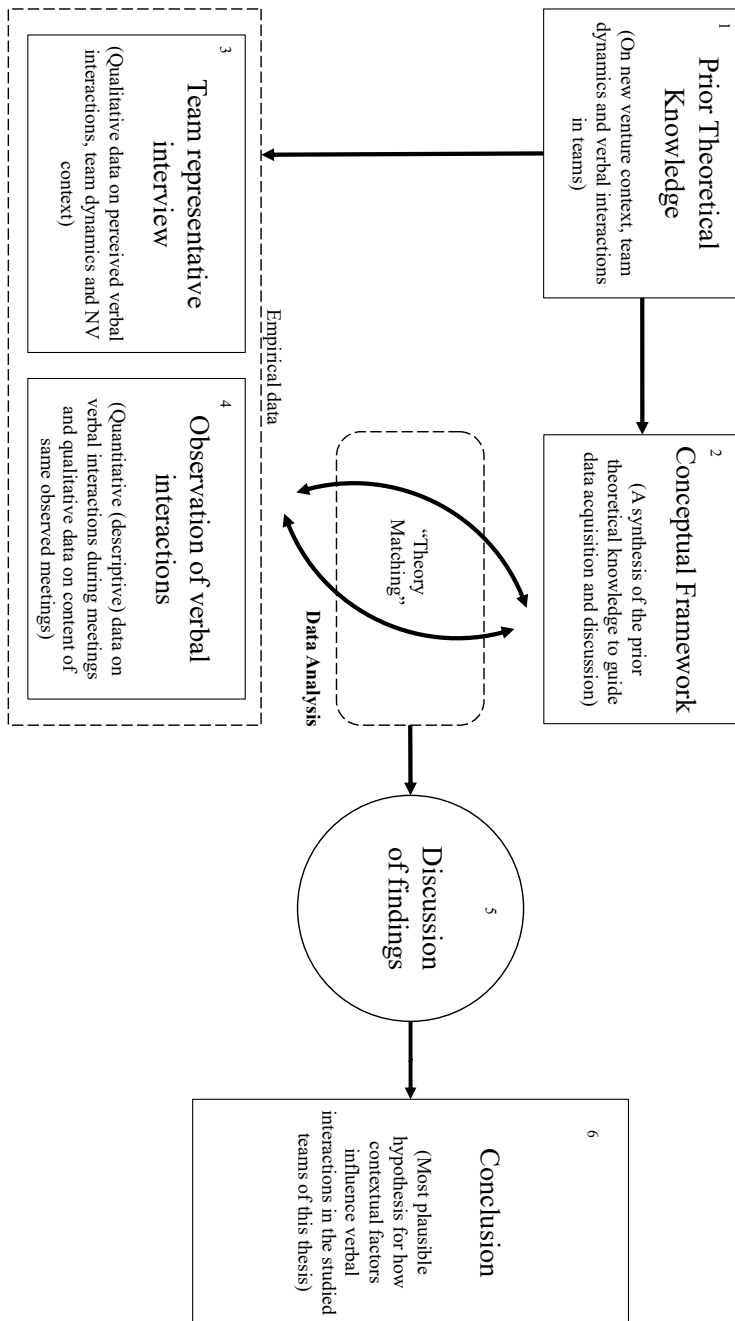 1
Prior Theoretical
Knowledge
(On new venture context, team
dynamics and verbal interactions
in teams)
2
Conceptual Framework
(A synthesis of the prior
theoretical knowledge to guide
data acquisition and discussion)
3
Team representative
interview
(Qualitative data on perceived verbal
interactions, team dynamics and NV
context)
4
Observation of verbal
interactions
(Quantitative (descriptive) data on
verbal interactions during meetings
and qualitative data on content of
same observed meetings)
Empirical data
“Theory
Matching”
Data Analysis
5
Discussion
of findings
6
Conclusion
(Most plausible
hypothesis for how
contextual factors
influence verbal
interactions in the studied
teams of this thesis)